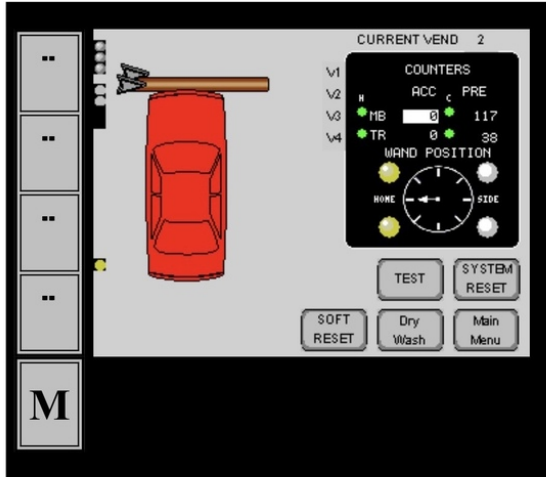 CURRENT VEND 2
V1
V2
V3
V4
COUNTERS
H ACC C PRE
MB 0 117
TR 0 38
WAND POSITION
HOME SIDE
TEST
SYSTEM
RESET
SOFT
RESET
Dry
Wash
Main
Menu
""
""
""
""
M